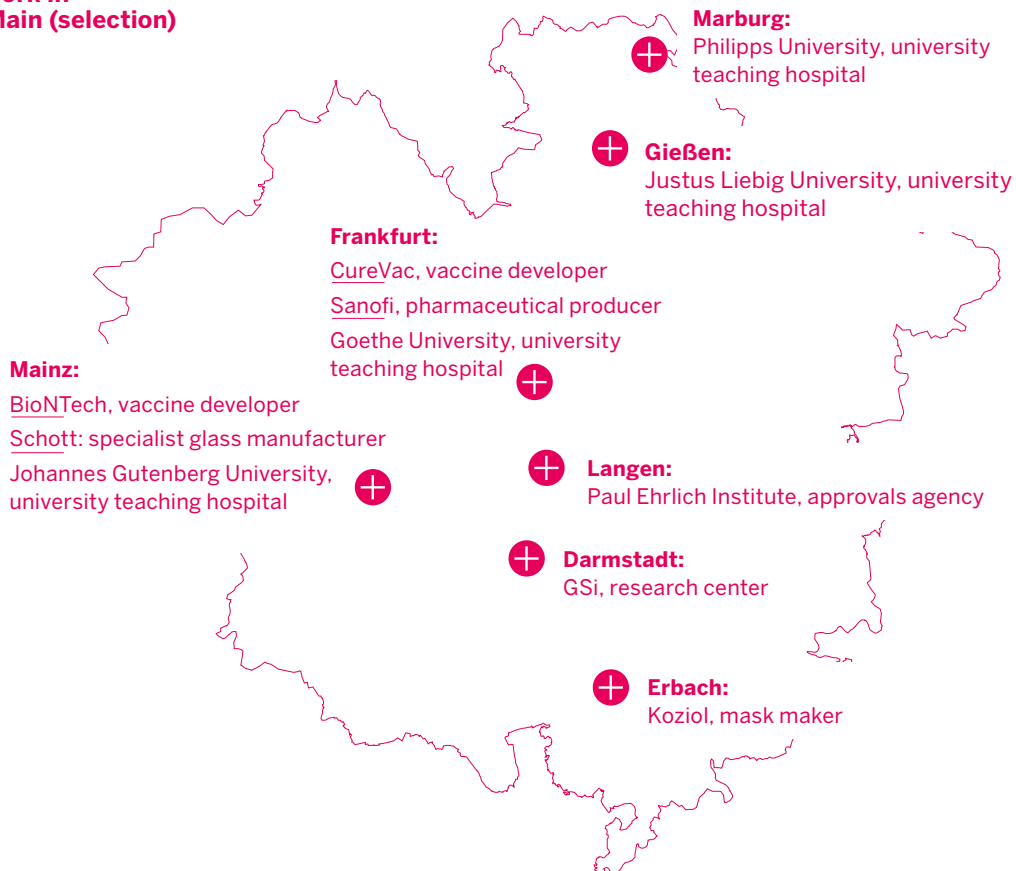 Main (selection)
Marburg:
Philipps University, university
teaching hospital
Gießen:
Justus Liebig University, university
teaching hospital
Frankfurt:
CureVac, vaccine developer
Sanofi, pharmaceutical producer
Goethe University, university
teaching hospital
Mainz:
BioNTech, vaccine developer
Schott: specialist glass manufacturer
Johannes Gutenberg University,
university teaching hospital
Langen:
Paul Ehrlich Institute, approvals agency
Darmstadt:
GSi, research center
Erbach:
Koziol, mask maker